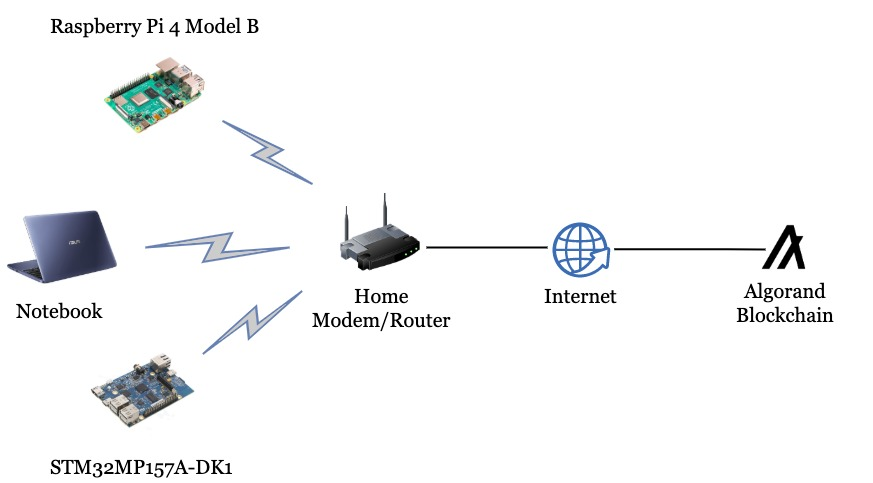 Raspberry Pi 4 Model B
Notebook
STM32MP157A-DK1
Home
Modem/Router
Internet
Algorand
Blockchain